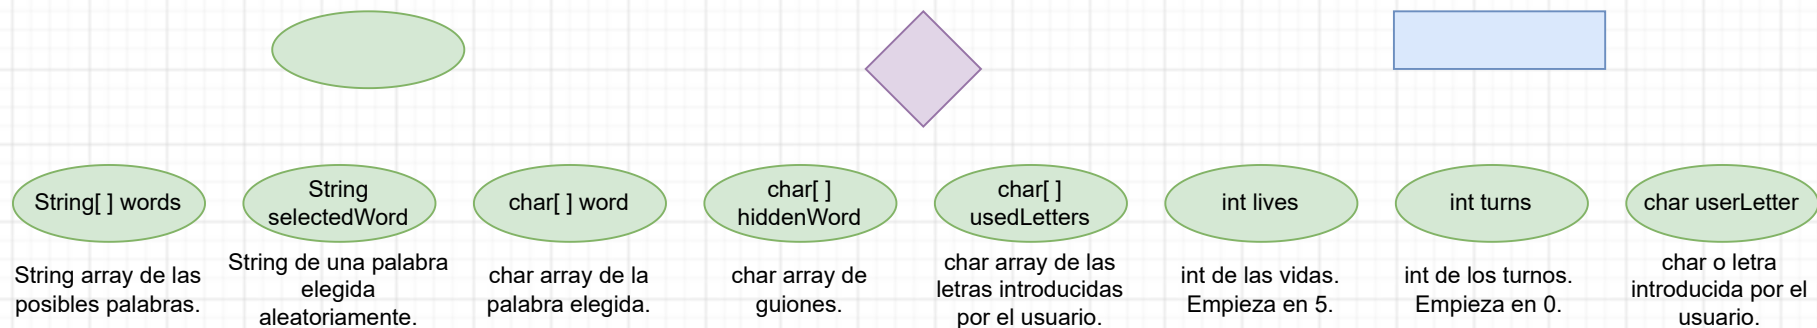 String[ ] words
String
selectedWord
char[ ] word
char[ ]
hiddenWord
char[ ]
usedLetters
int lives
int turns
char userLetter
String array de las
posibles palabras.
String de una palabra
elegida
aleatoriamente.
char array de la
palabra elegida.
char array de
guiones.
char array de las
letras introducidas
por el usuario.
int de las vidas.
Empieza en 5.
int de los turnos.
Empieza en 0.
char o letra
introducida por el
usuario.